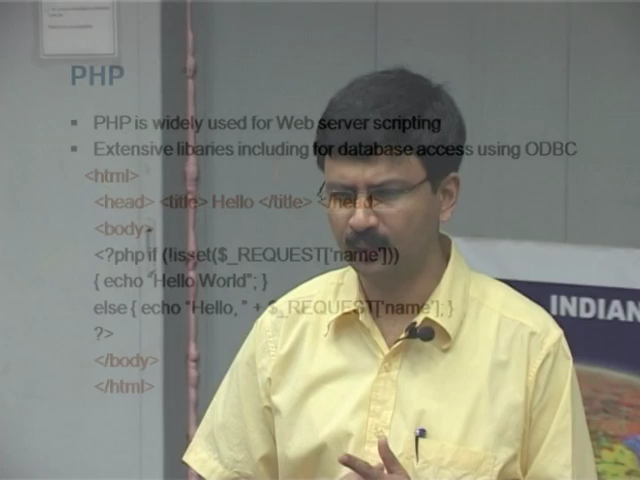 PHP
▪ PHP is widely used for Web server scripting
▪ Extensive libaries including for database access using ODBC
<html>
<head> <title> Hello </title> </head>
<body>
<?php if (!isset($_REQUEST['name']))
{ echo "Hello World"; }
else { echo "Hello, " + $_REQUEST['name']; }
?>
</body>
</html>
INDIAN